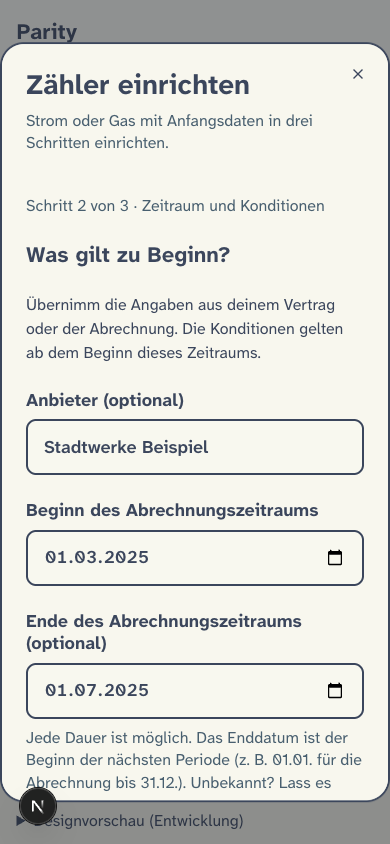 Parity
Zähler einrichten
×
Strom oder Gas mit Anfangsdaten in drei
Schritten einrichten.
Schritt 2 von 3 · Zeitraum und Konditionen
Was gilt zu Beginn?
Übernimm die Angaben aus deinem Vertrag
oder der Abrechnung. Die Konditionen gelten
ab dem Beginn dieses Zeitraums.
Anbieter (optional)
Stadtwerke Beispiel
Beginn des Abrechnungszeitraums
01.03.2025
Ende des Abrechnungszeitraums
(optional)
01.07.2025
Jede Dauer ist möglich. Das Enddatum ist der
Beginn der nächsten Periode (z. B. 01.01. für die
Abrechnung bis 31.12.). Unbekannt? Lass es
N
(Entwicklung)